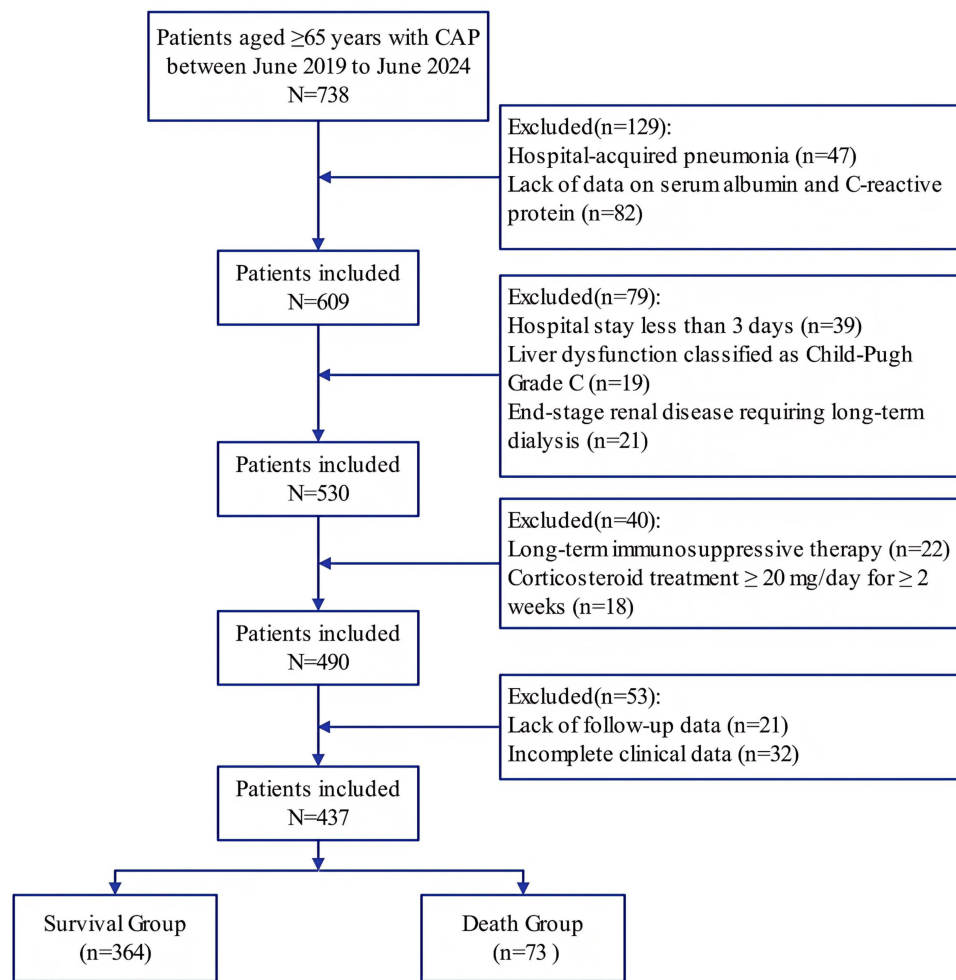 Patients aged ≥65 years with CAP
between June 2019 to June 2024
N=738
Excluded(n=129):
Hospital-acquired pneumonia (n=47)
Lack of data on serum albumin and C-reactive
protein (n=82)
Patients included
N=609
Excluded(n=79):
Hospital stay less than 3 days (n=39)
Liver dysfunction classified as Child-Pugh
Grade C (n=19)
End-stage renal disease requiring long-term
dialysis (n=21)
Patients included
N=530
Excluded(n=40):
Long-term immunosuppressive therapy (n=22)
Corticosteroid treatment ≥ 20 mg/day for ≥ 2
weeks (n=18)
Patients included
N=490
Excluded(n=53):
Lack of follow-up data (n=21)
Incomplete clinical data (n=32)
Patients included
N=437
Survival Group
(n=364)
Death Group
(n=73 )